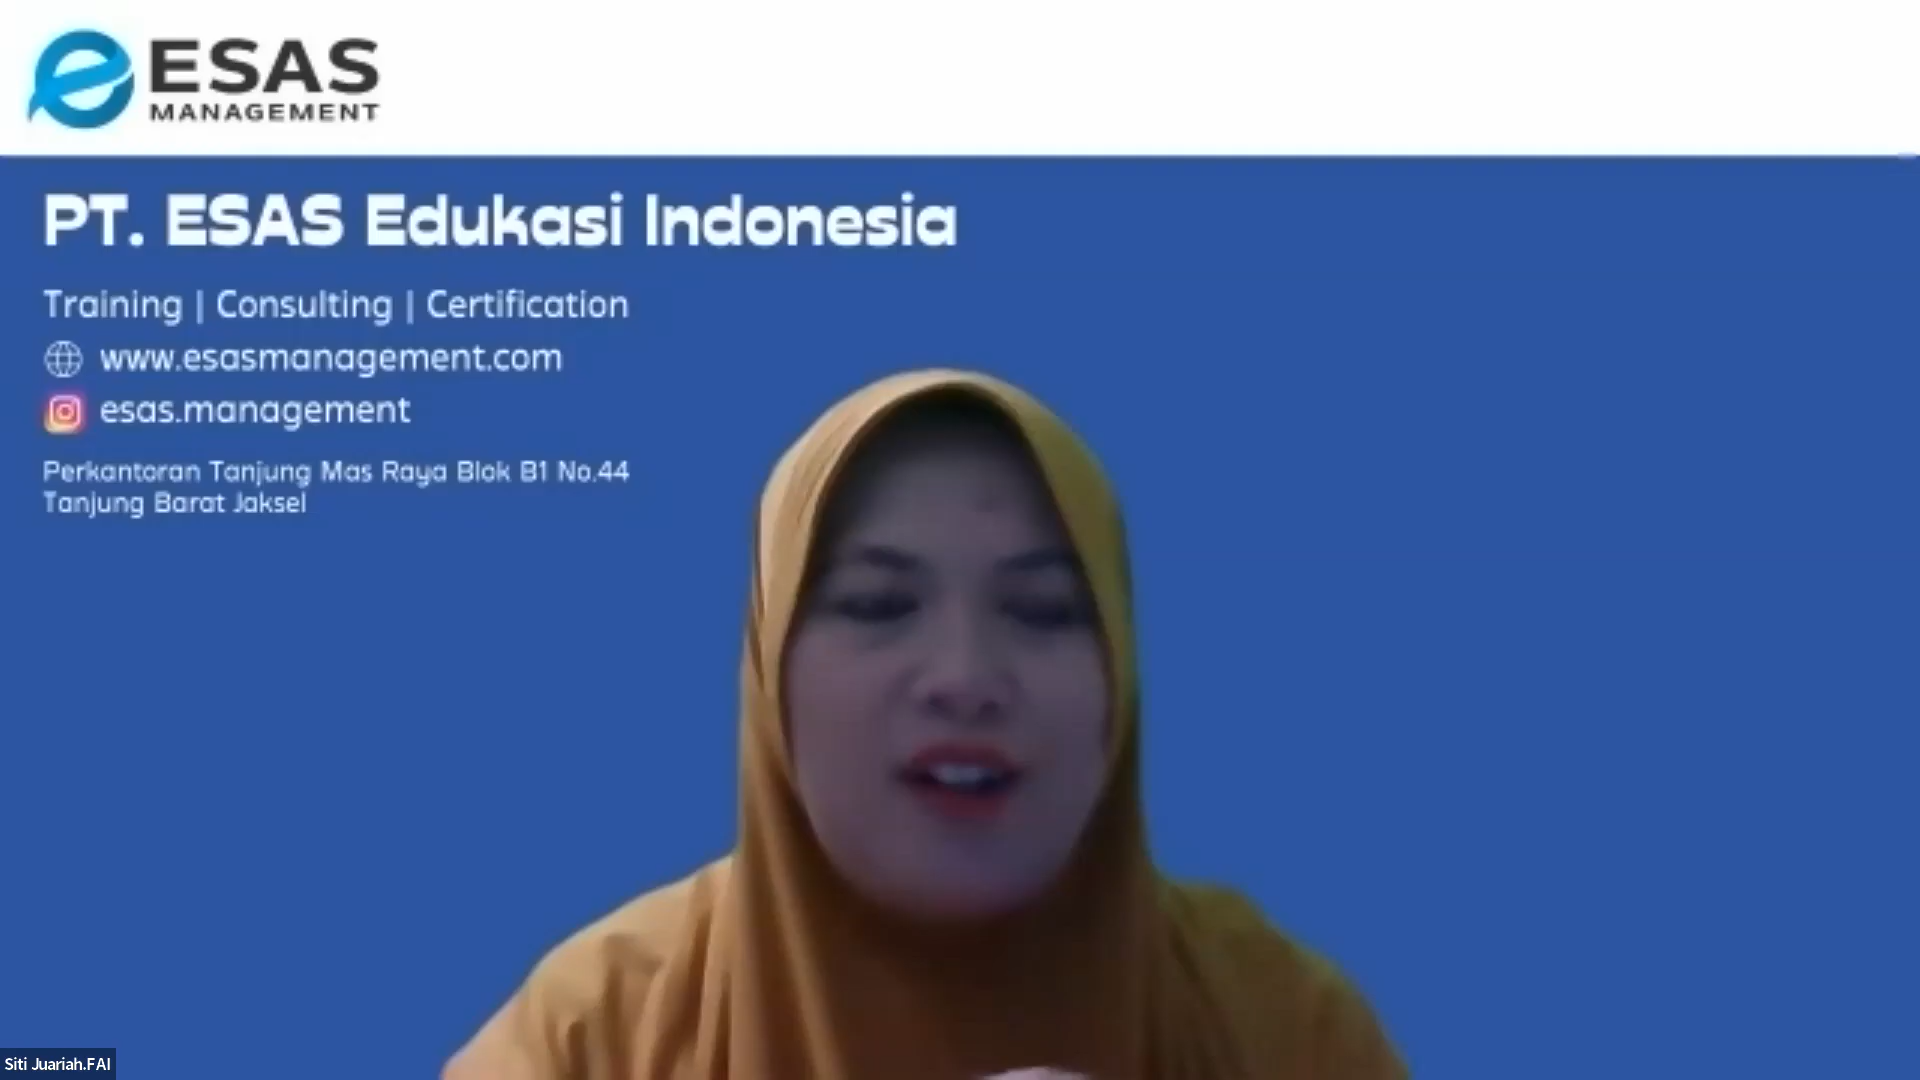 ESAS
MANAGEMENT
PT. ESAS Edukasi Indonesia
Training | Consulting | Certification
www.esasmanagement.com
esas.management
Perkantoran Tanjung Mas Raya Blok B1 No.44
Tanjung Barat Jaksel
Siti Juariah.FAI